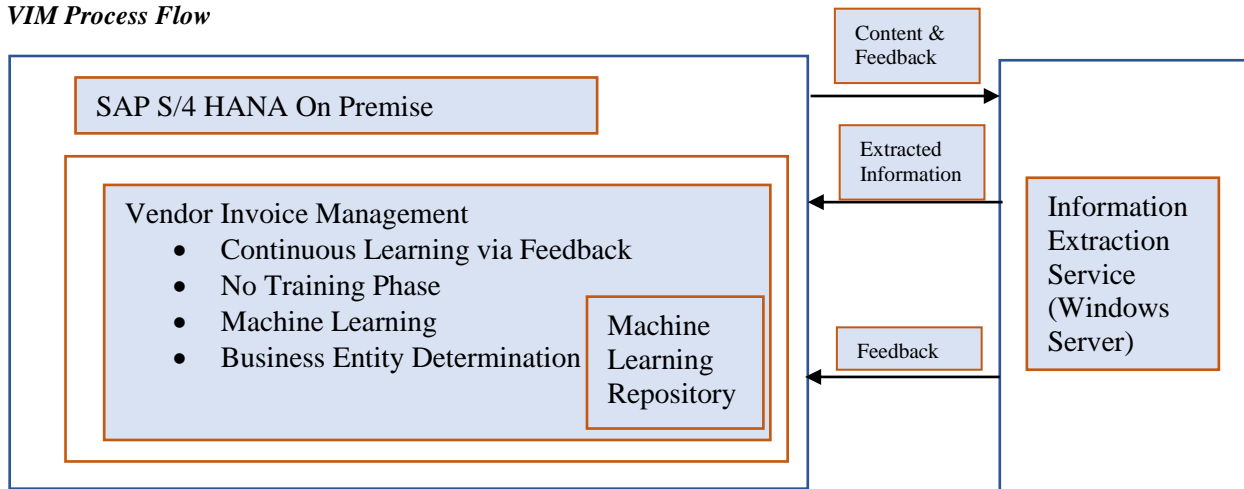 VIM Process Flow
Content &
Feedback
SAP S/4 HANA On Premise
Extracted
Information
Vendor Invoice Management
• Continuous Learning via Feedback
• No Training Phase
• Machine Learning
• Business Entity Determination
Machine
Learning
Repository
Feedback
Information
Extraction
Service
(Windows
Server)